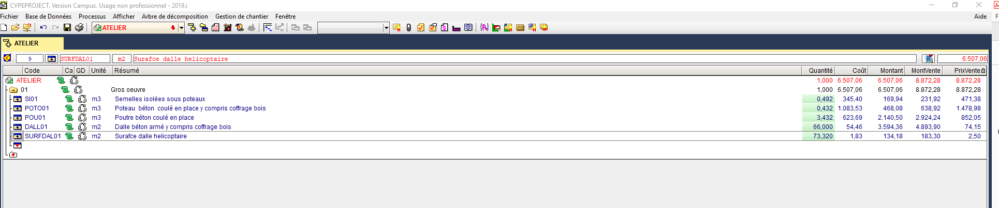 CYPEPROJECT. Version Campus. Usage non professionnel - 2019.i
Fichier Base de Données Processus Afficher Arbre de décomposition Gestion de chantier Fenêtre Aide F
ATELIER
ATELIER
9 SURFDAL01 m2 Surafce dalle helicoptaire 6.507,06
Code Ca GD Unité Résumé Quantité Coût Montant MontVente PrixVente
ATELIER 1,000 6.507,06 6.507,06 8.872,28 8.872,28
01 Gros oeuvre 1,000 6.507,06 6.507,06 8.872,28 8.872,28
SI01 m3 Semelles isolées sous poteaux 0,492 345,40 169,94 231,92 471,38
POTO01 m3 Poteau béton coulé en place y compris coffrage bois 0,432 1.083,53 468,08 638,92 1.478,98
POU01 m3 Poutre béton coulé en place 3,432 623,69 2.140,50 2.924,24 852,05
DALL01 m2 Dalle béton armé y compris coffrage bois 66,000 54,46 3.594,36 4.893,90 74,15
SURFDAL01 m2 Surafce dalle helicoptaire 73,320 1,83 134,18 183,30 2,50